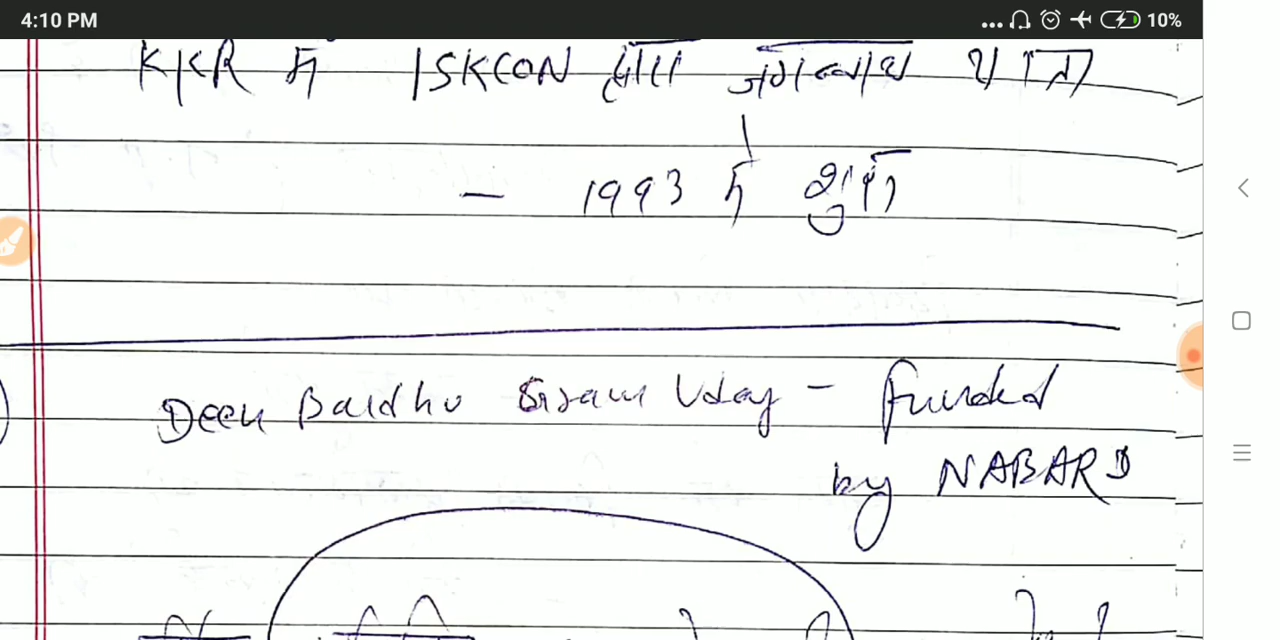 4:10 PM ... 10%
KKR में ISKCON द्वारा जगन्नाथ यात्रा
- 1993 में शुरू
Deen Bandhu Gram Uday - funded
by NABARD